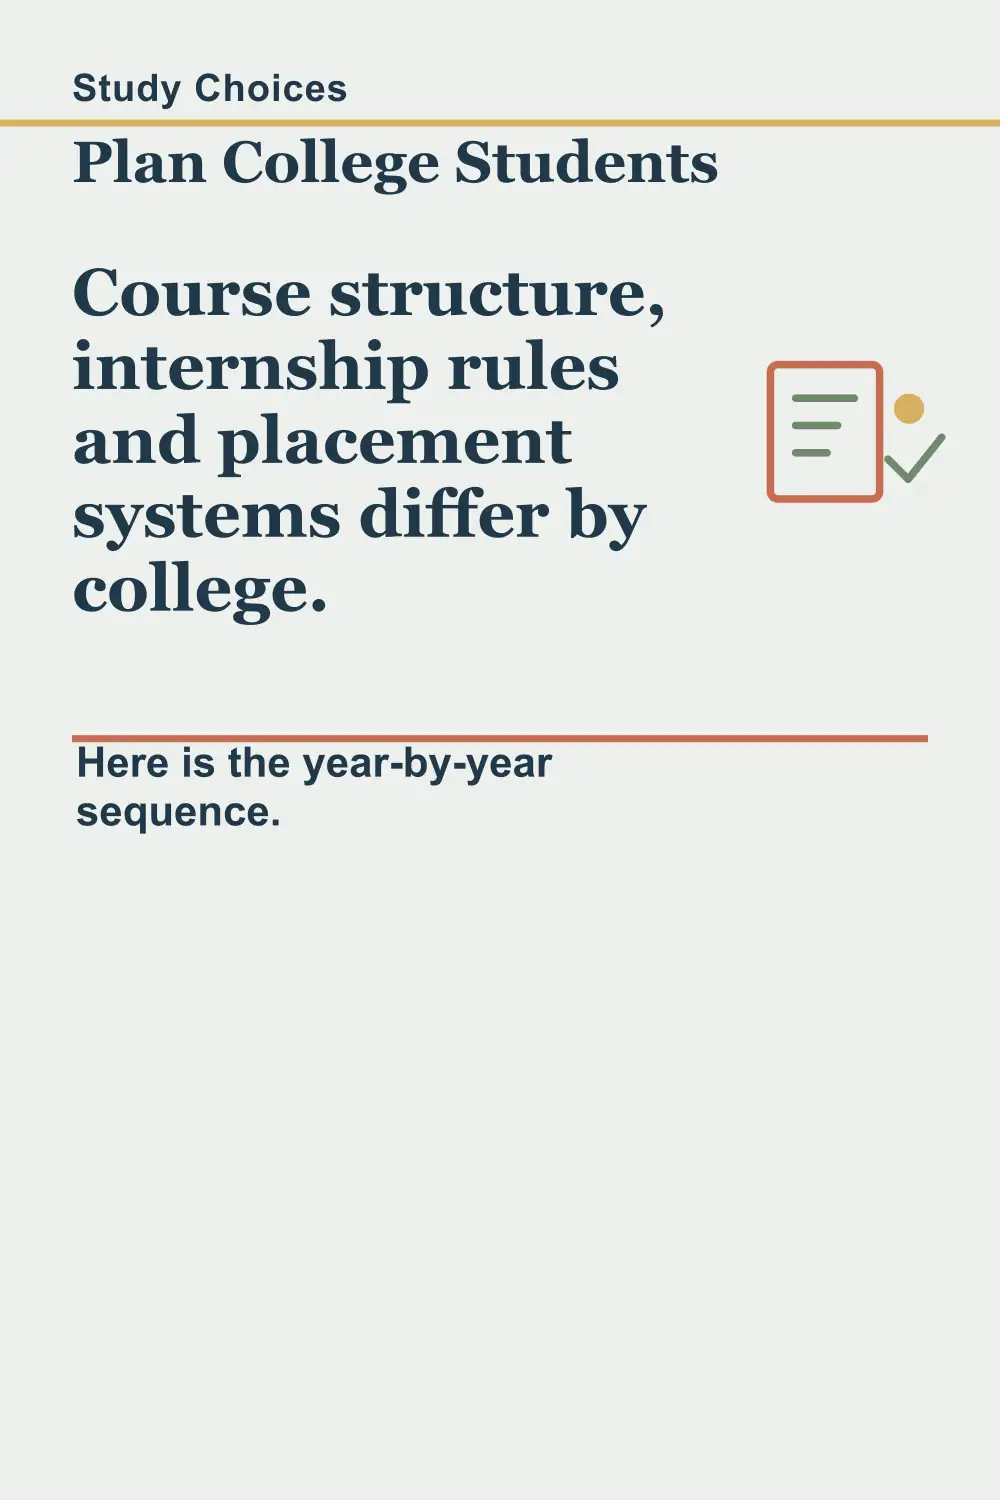 Study Choices
Plan College Students
Course structure,
internship rules
and placement
systems differ by
college.
Here is the year-by-year
sequence.